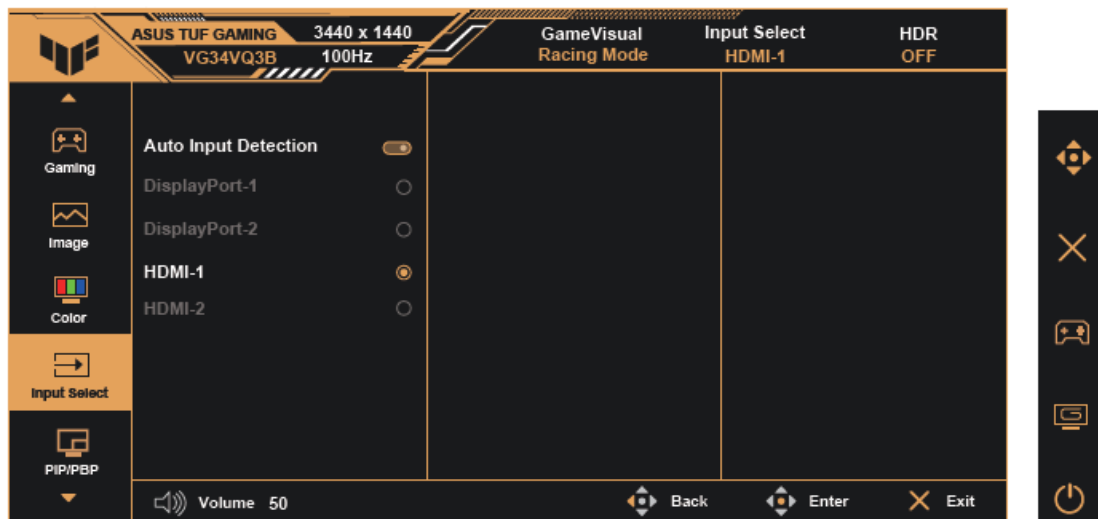 ASUS TUF GAMING 3440 x 1440 GameVisual Input Select HDR
VG34VQ3B 100Hz Racing Mode HDMI-1 OFF
Gaming
Image
Color
Input Select
PIP/PBP
Auto Input Detection
DisplayPort-1
DisplayPort-2
HDMI-1
HDMI-2
Volume 50 Back Enter Exit